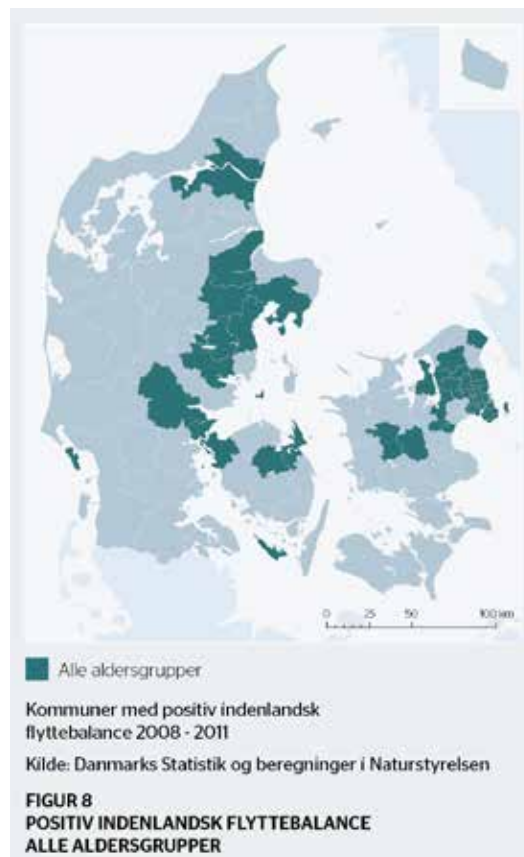 0 25 50 100 km
Alle aldersgrupper
Kommuner med positiv indenlandsk
flyttebalance 2008 - 2011
Kilde: Danmarks Statistik og beregninger i Naturstyrelsen
FIGUR 8
POSITIV INDENLANDSK FLYTTEBALANCE
ALLE ALDERSGRUPPER